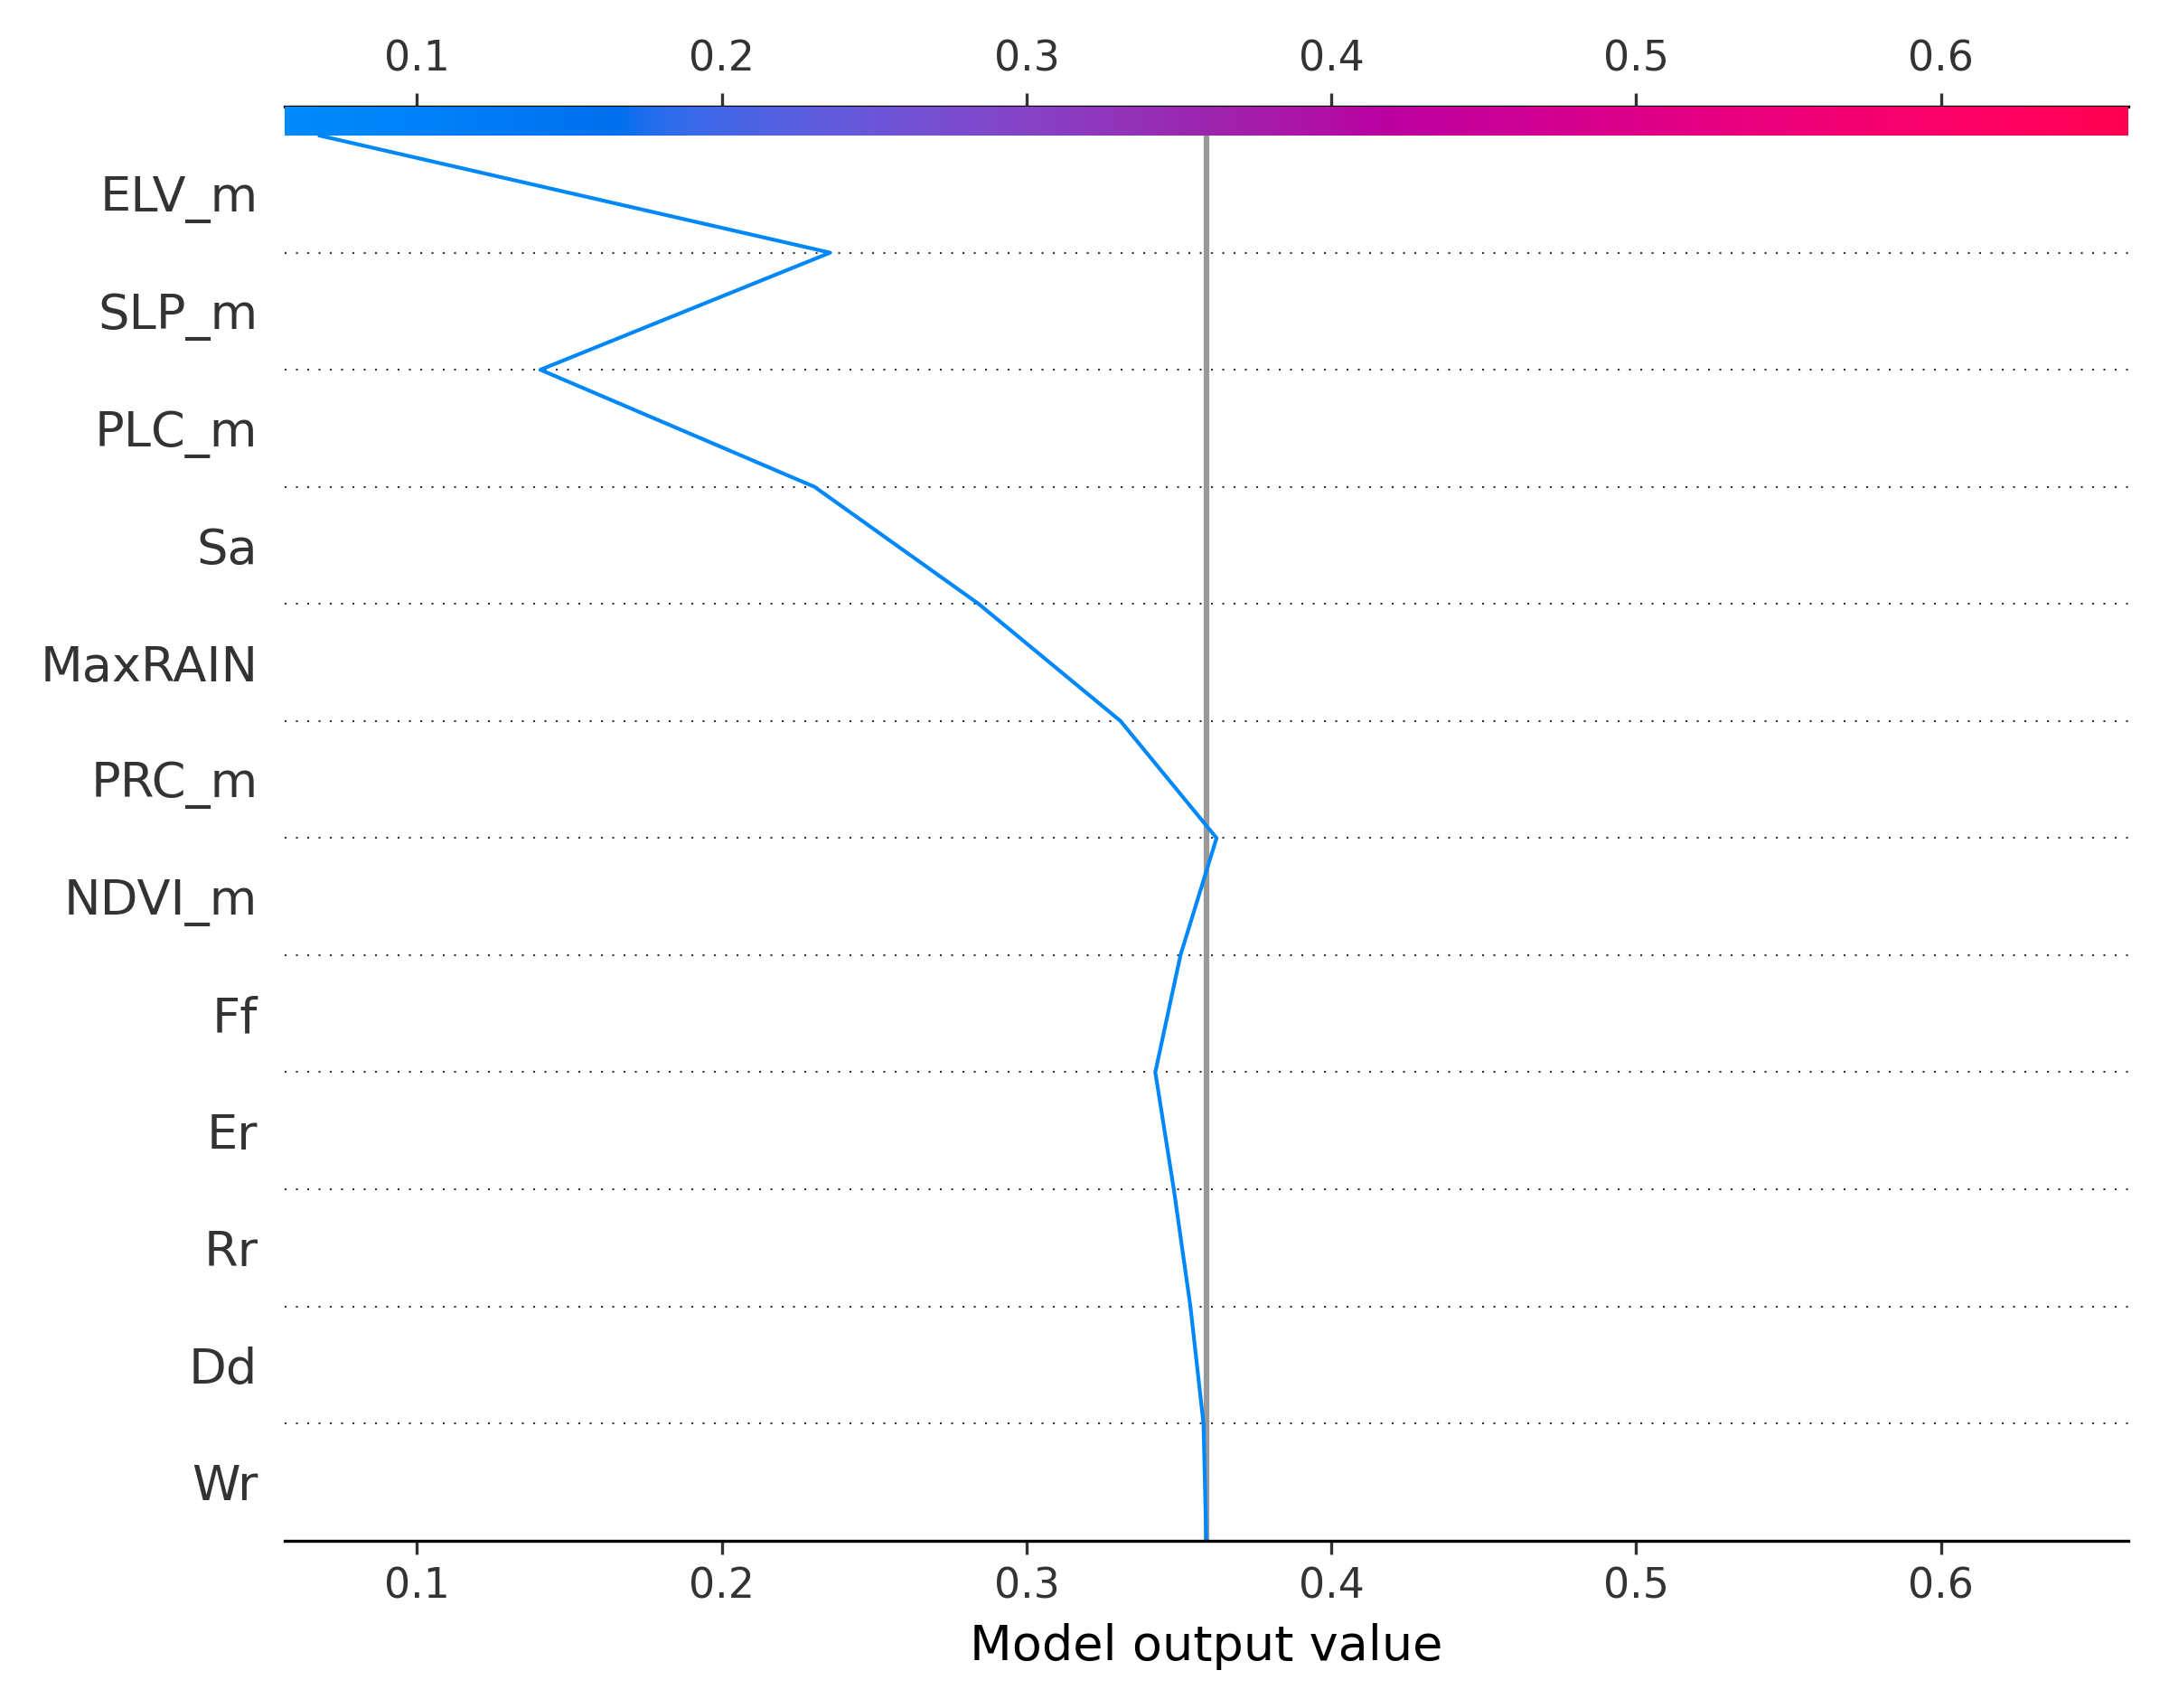 0.1 0.2 0.3 0.4 0.5 0.6
ELV_m
SLP_m
PLC_m
Sa
MaxRAIN
PRC_m
NDVI_m
Ff
Er
Rr
Dd
Wr
0.1 0.2 0.3 0.4 0.5 0.6
Model output value